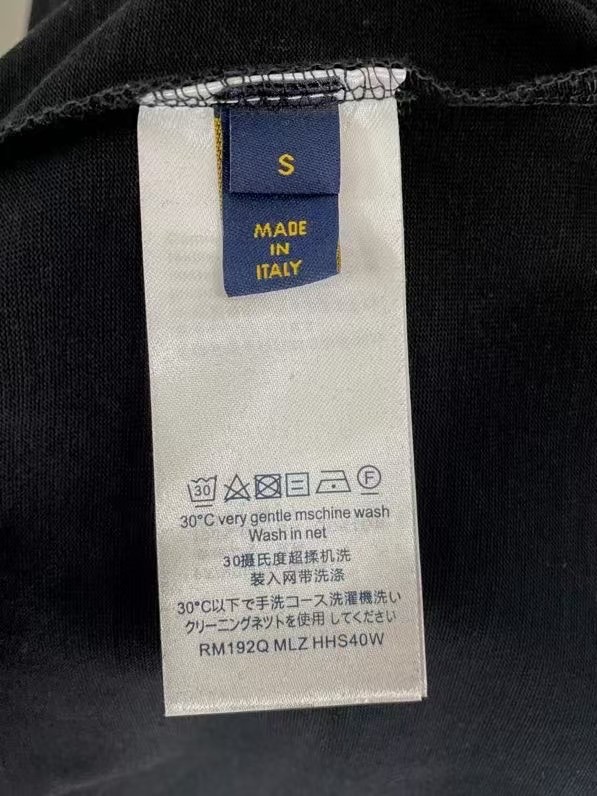 S
MADE
IN
ITALY
30
F
30°C very gentle mschine wash
Wash in net
30摄氏度超揉机洗
装入网带洗涤
30°C以下で手洗コース洗濯機洗い
クリーニングネツトを使用 してください
RM192Q MLZ HHS40W